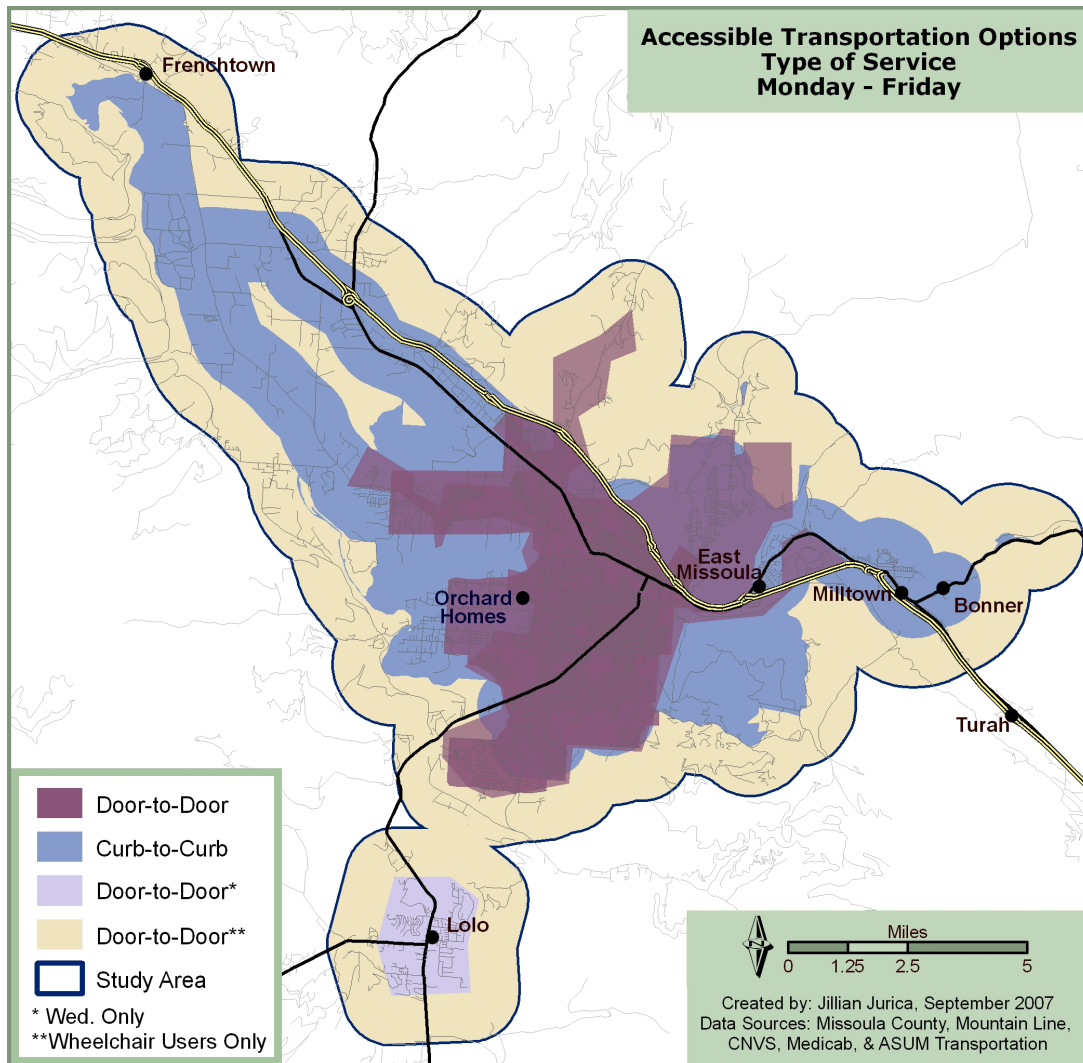 Accessible Transportation Options
Type of Service
Monday - Friday
Frenchtown
East
Missoula
Orchard
Homes
Milltown
Bonner
Turah
Lolo
Door-to-Door
Curb-to-Curb
Door-to-Door*
Door-to-Door**
Study Area
* Wed. Only
**Wheelchair Users Only
Miles
0 1.25 2.5 5
Created by: Jillian Jurica, September 2007
Data Sources: Missoula County, Mountain Line,
CNVS, Medicab, & ASUM Transportation